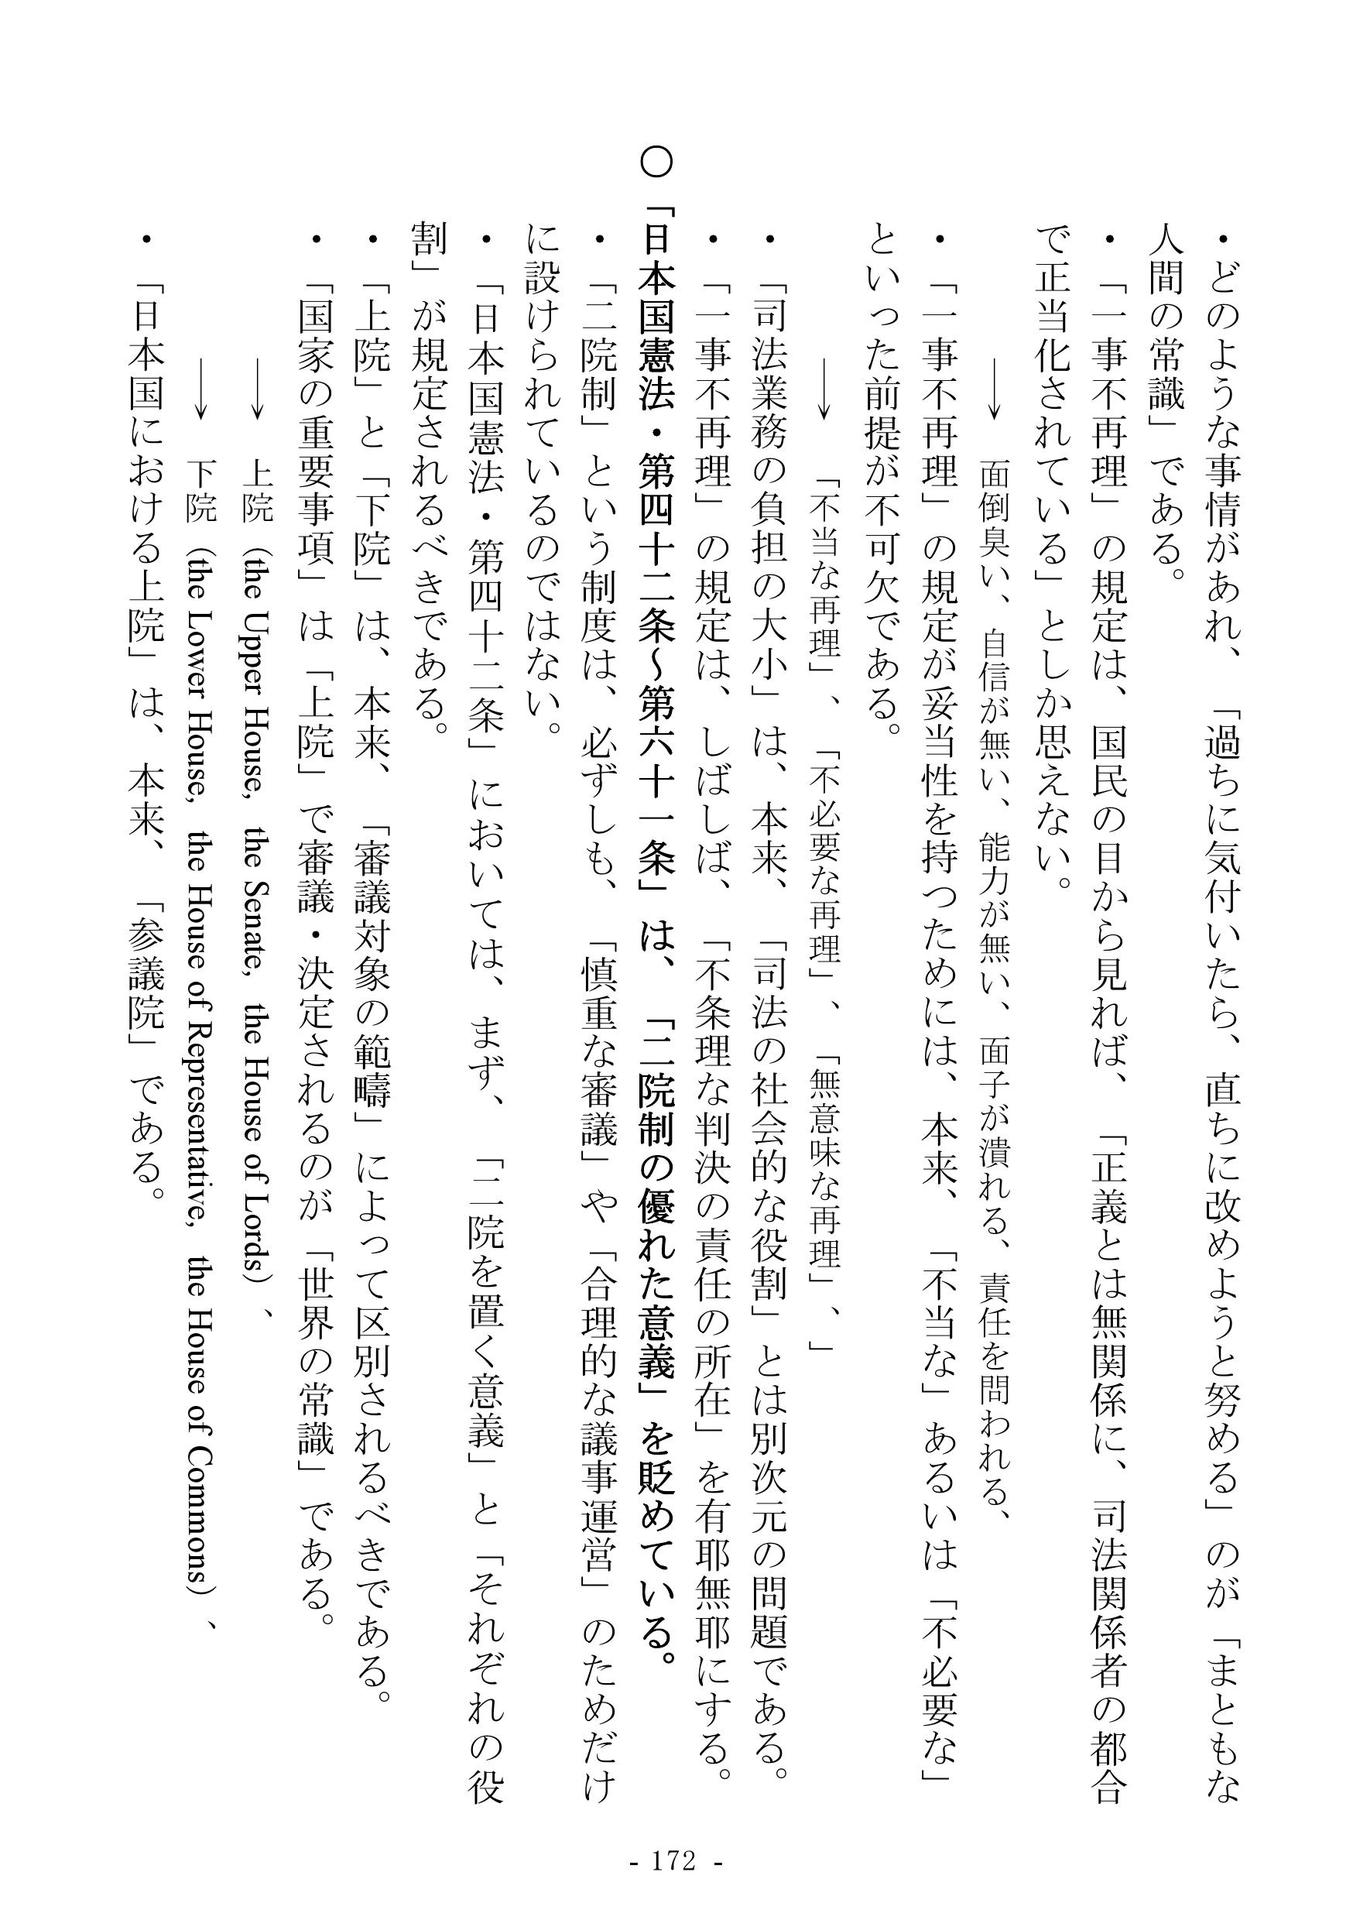 ・どのような事情があれ、「過ちに気付いたら、直ちに改めようと努める」のが「まともな
人間の常識」である。
・「一事不再理」の規定は、国民の目から見れば、「正義とは無関係に、司法関係者の都合
で正当化されている」としか思えない。
→　面倒臭い、自信が無い、能力が無い、面子が潰れる、責任を問われる、
・「一事不再理」の規定が妥当性を持つためには、本来、「不当な」あるいは「不必要な」
といった前提が不可欠である。
→　「不当な再理」、「不必要な再理」、「無意味な再理」、」
・「司法業務の負担の大小」は、本来、「司法の社会的な役割」とは別次元の問題である。
・「一事不再理」の規定は、しばしば、「不条理な判決の責任の所在」を有耶無耶にする。
○「日本国憲法・第四十二条～第六十一条」は、「二院制の優れた意義」を貶めている。
・「二院制」という制度は、必ずしも、「慎重な審議」や「合理的な議事運営」のためだけ
に設けられているのではない。
・「日本国憲法・第四十二条」においては、まず、「二院を置く意義」と「それぞれの役
割」が規定されるべきである。
・「上院」と「下院」は、本来、「審議対象の範疇」によって区別されるべきである。
・「国家の重要事項」は「上院」で審議・決定されるのが「世界の常識」である。
→　上院（the Upper House, the Senate, the House of Lords）、
→　下院（the Lower House, the House of Representative, the House of Commons）、
・「日本国における上院」は、本来、「参議院」である。
- 172 -